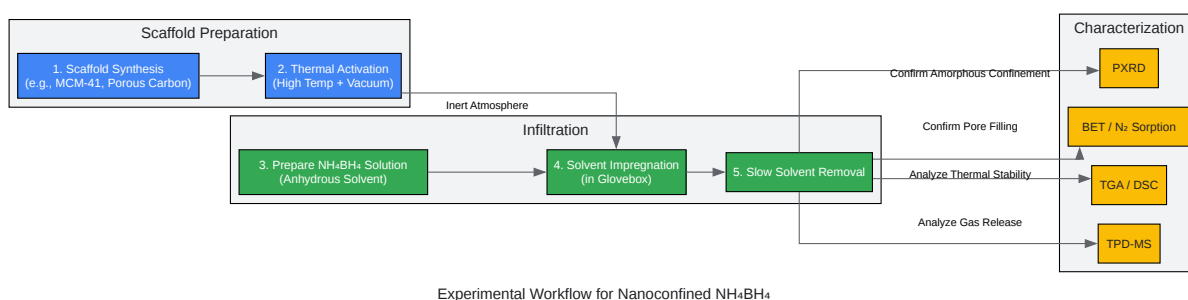 Scaffold Preparation
1. Scaffold Synthesis
(e.g., MCM-41, Porous Carbon)
2. Thermal Activation
(High Temp + Vacuum)
Inert Atmosphere
Infiltration
3. Prepare NH₄BH₄ Solution
(Anhydrous Solvent)
4. Solvent Impregnation
(in Glovebox)
5. Slow Solvent Removal
Confirm Amorphous Confinement
Confirm Pore Filling
Analyze Thermal Stability
Analyze Gas Release
Characterization
PXRD
BET / N₂ Sorption
TGA / DSC
TPD-MS
Experimental Workflow for Nanoconfined NH₄BH₄